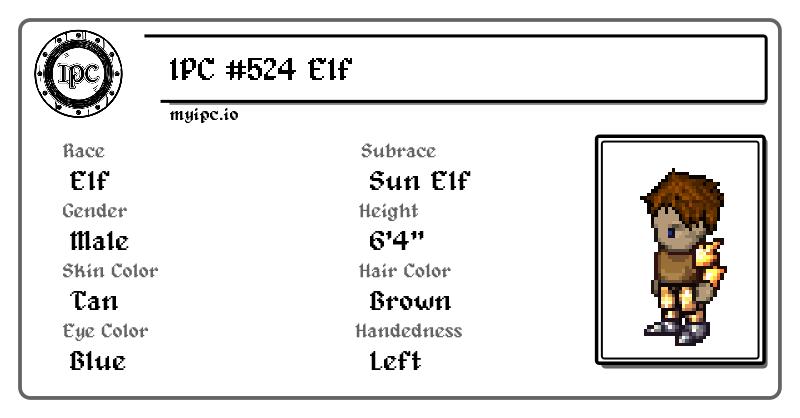 IPC
IPC #524 Elf
myipc.io
Race
Subrace
Elf
Sun Elf
Gender
Height
Male
6'4"
Skin Color
Hair Color
Tan
Brown
Eye Color
Handedness
Blue
Left